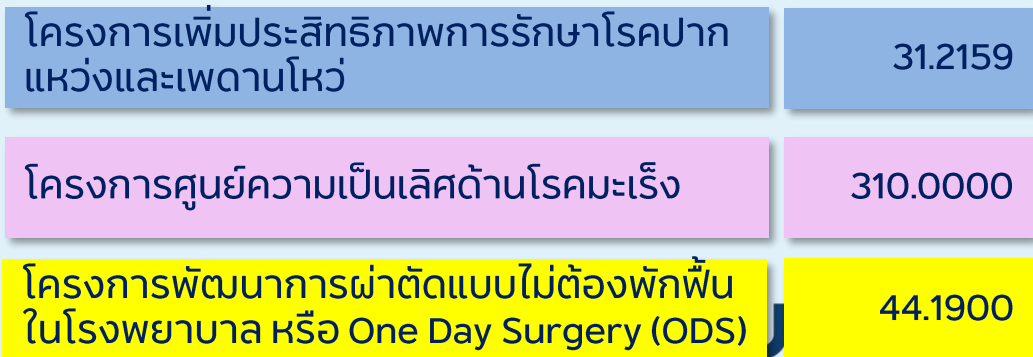 โครงการเพิ่มประสิทธิภาพการรักษาโรคปาก
แหว่งและเพดานโหว่
31.2159
โครงการศูนย์ความเป็นเลิศด้านโรคมะเร็ง
310.0000
โครงการพัฒนาการผ่าตัดแบบไม่ต้องพักฟื้น
ในโรงพยาบาล หรือ One Day Surgery (ODS)
44.1900